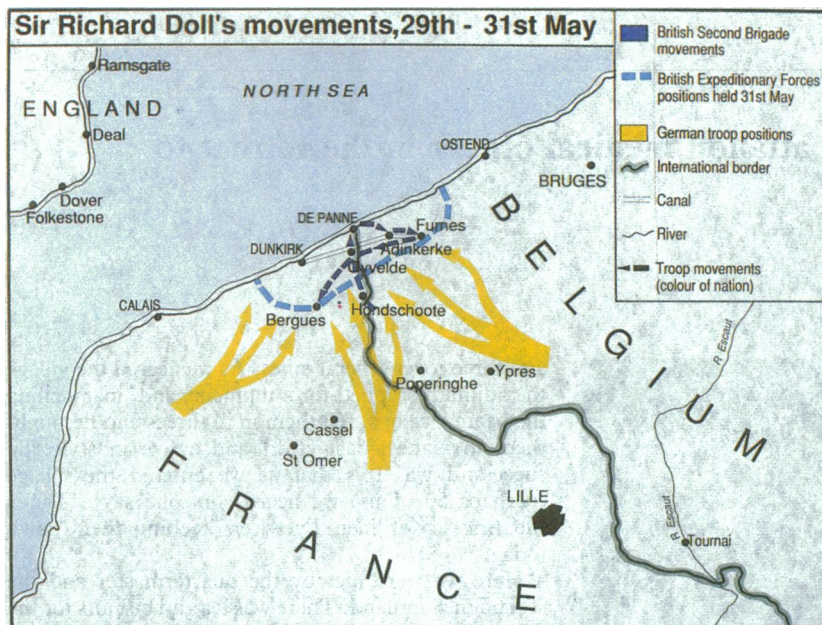 Sir Richard Doll's movements,29th - 31st May
British Second Brigade
movements
British Expeditionary Forces
positions held 31st May
German troop positions
International border
Canal
River
Troop movements
(colour of nation)
Ramsgate
NORTH SEA
ENGLAND
Deal
OSTEND
BRUGES
Dover
Folkestone
DE PANNE
Furnes
BELGIUM
DUNKIRK
Adinkerke
Gyvelde
CALAIS
Bergues
Hondschoote
R Escaut
Poperinghe
Ypres
Cassel
St Omer
FRANCE
LILLE
R Escaut
Tournai